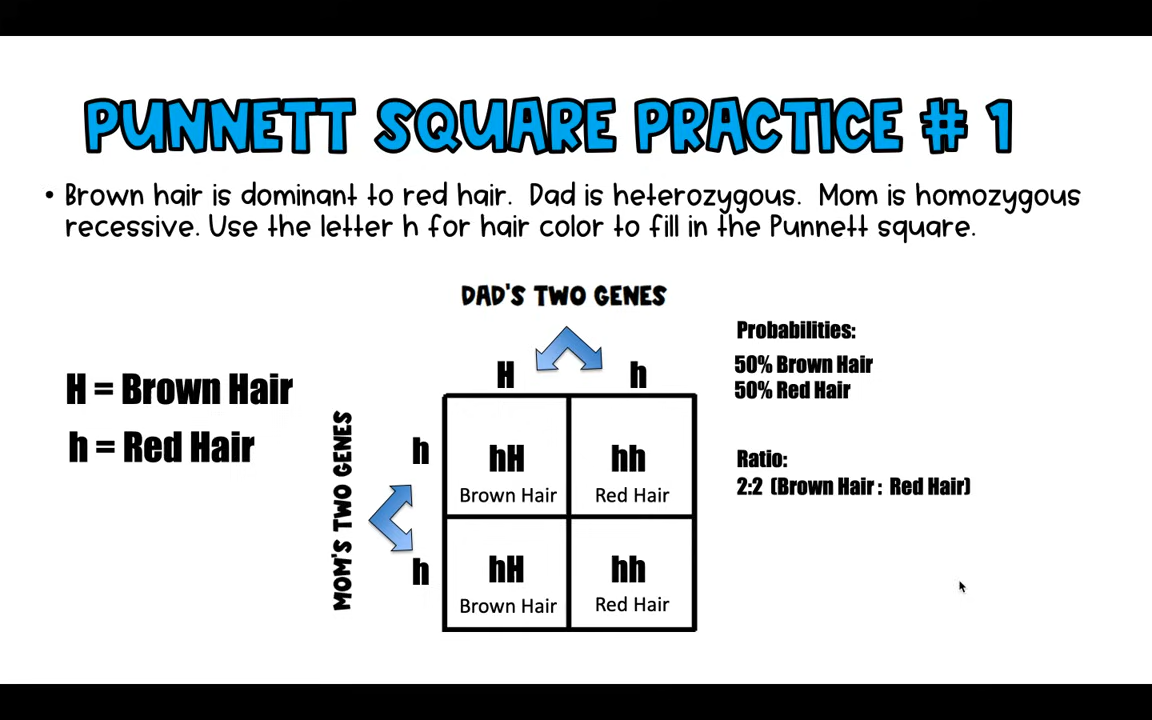 PUNNETT SQUARE PRACTICE # 1
• Brown hair is dominant to red hair. Dad is heterozygous. Mom is homozygous
recessive. Use the letter h for hair color to fill in the Punnett square.
DAD'S TWO GENES
H h
H = Brown Hair
h = Red Hair
MOM'S TWO GENES
h
h
hH hh
Brown Hair Red Hair
hH hh
Brown Hair Red Hair
Probabilities:
50% Brown Hair
50% Red Hair
Ratio:
2:2 (Brown Hair : Red Hair)